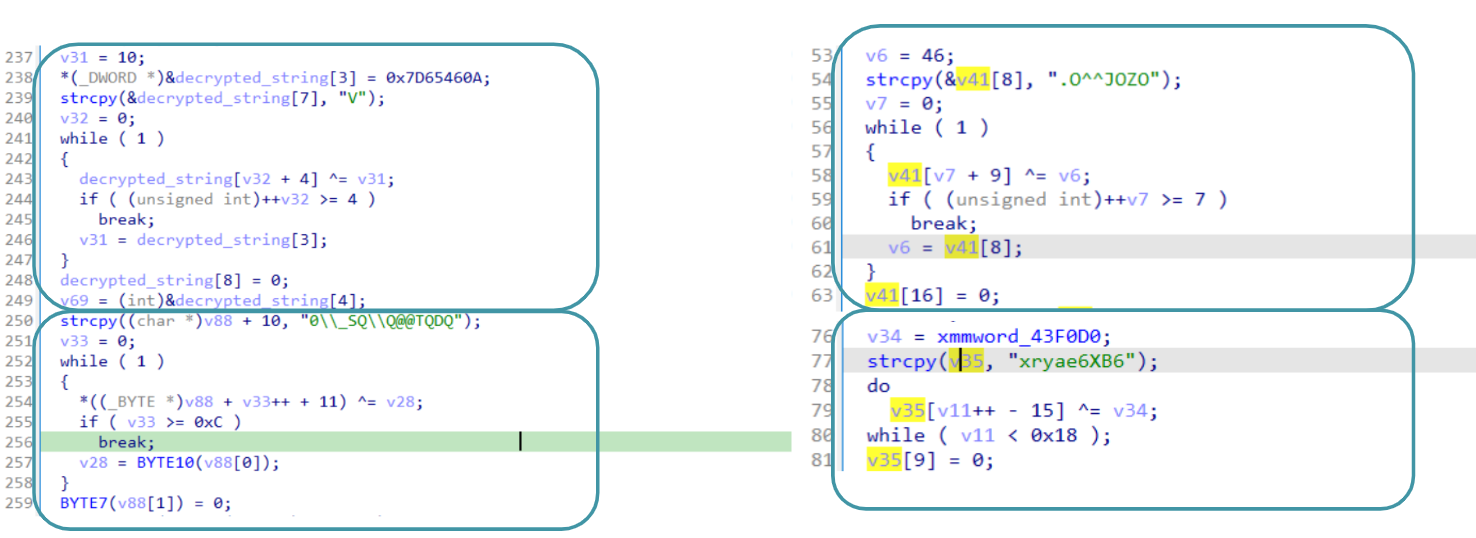 237 v31 = 10;
238 *(_DWORD *)&decrypted_string[3] = 0x7D65460A;
239 strcpy(&decrypted_string[7], "V");
240 v32 = 0;
241 while ( 1 )
242 {
243 decrypted_string[v32 + 4] ^= v31;
244 if ( (unsigned int)++v32 >= 4 )
245 break;
246 v31 = decrypted_string[3];
247 }
248 decrypted_string[8] = 0;
249 v69 = (int)&decrypted_string[4];
250 strcpy((char *)v88 + 10, "0\\_SQ\\Q@@TQDQ");
251 v33 = 0;
252 while ( 1 )
253 {
254 *((_BYTE *)v88 + v33++ + 11) ^= v28;
255 if ( v33 >= 0xC )
256 break;
257 v28 = BYTE10(v88[0]);
258 }
259 BYTE7(v88[1]) = 0;
53 v6 = 46;
54 strcpy(&v41[8], ".O^^JOZO");
55 v7 = 0;
56 while ( 1 )
57 {
58 v41[v7 + 9] ^= v6;
59 if ( (unsigned int)++v7 >= 7 )
60 break;
61 v6 = v41[8];
62 }
63 v41[16] = 0;
76 v34 = xmmword_43F0D0;
77 strcpy(v35, "xryae6XB6");
78 do
79 v35[v11++ - 15] ^= v34;
80 while ( v11 < 0x18 );
81 v35[9] = 0;